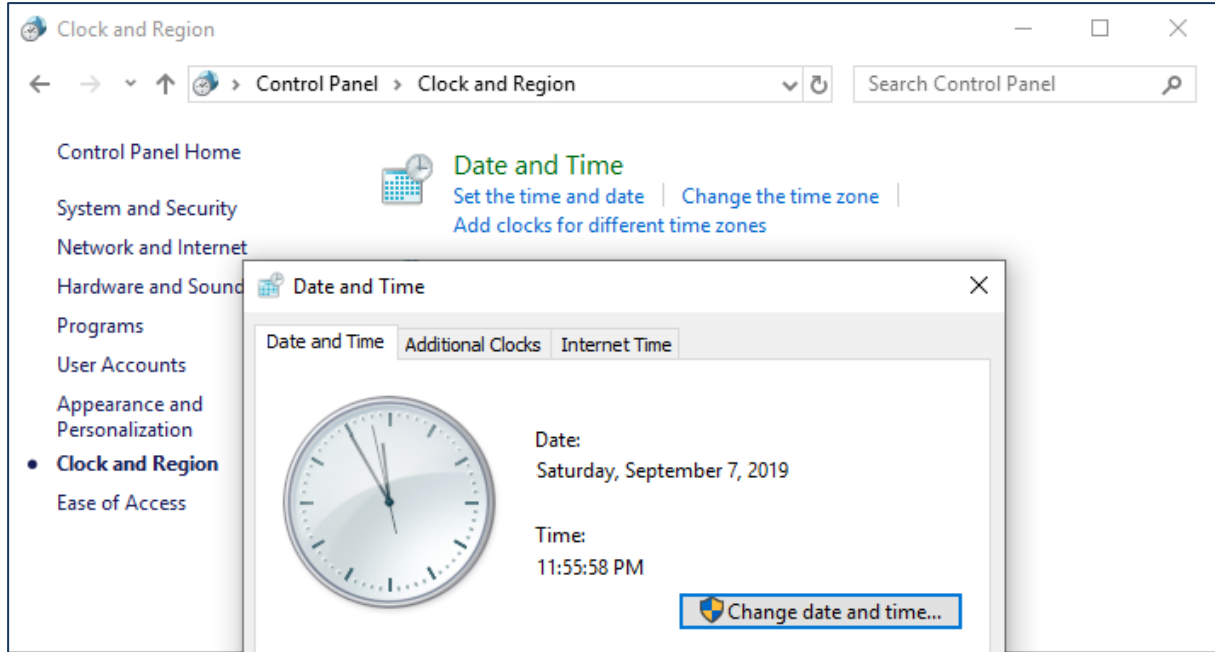 Clock and Region
Control Panel > Clock and Region
Search Control Panel
Control Panel Home
System and Security
Network and Internet
Hardware and Sound
Programs
User Accounts
Appearance and
Personalization
Clock and Region
Ease of Access
Date and Time
Set the time and date
Change the time zone
Add clocks for different time zones
Date and Time
Date and Time
Additional Clocks
Internet Time
Date:
Saturday, September 7, 2019
Time:
11:55:58 PM
Change date and time...